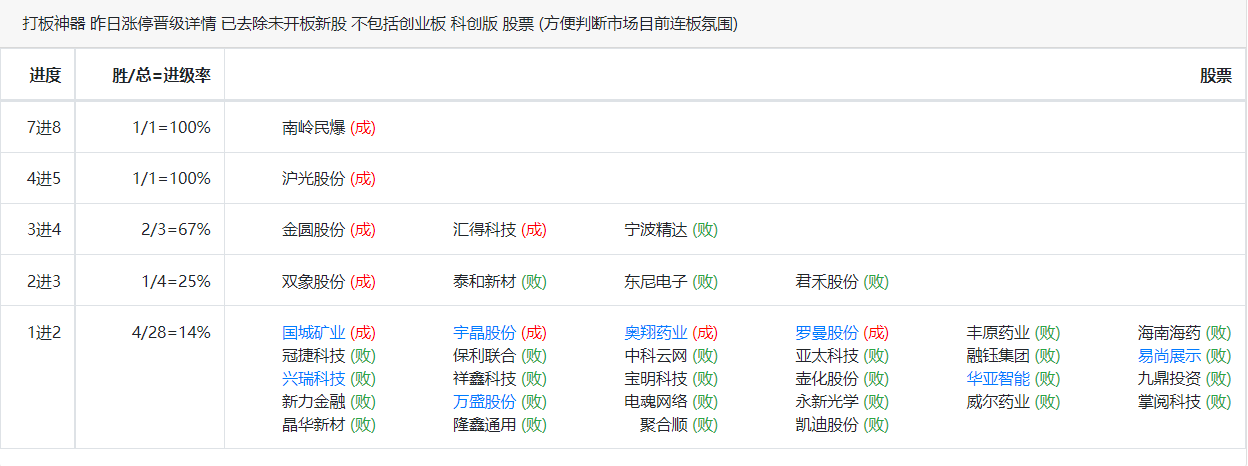 打板神器 昨日涨停晋级详情 已去除未开板新股 不包括创业板 科创版 股票 (方便判断市场目前连板氛围)
进度 胜/总=进级率 股票
7进8 1/1=100% 南岭民爆 (成)
4进5 1/1=100% 沪光股份 (成)
3进4 2/3=67% 金圆股份 (成) 汇得科技 (成) 宁波精达 (败)
2进3 1/4=25% 双象股份 (成) 泰和新材 (败) 东尼电子 (败) 君禾股份 (败)
1进2 4/28=14% 国城矿业 (成) 宇晶股份 (成) 奥翔药业 (成) 罗曼股份 (成) 丰原药业 (败) 海南海药 (败)
冠捷科技 (败) 保利联合 (败) 中科云网 (败) 亚太科技 (败) 融钰集团 (败) 易尚展示 (败)
兴瑞科技 (败) 祥鑫科技 (败) 宝明科技 (败) 壶化股份 (败) 华亚智能 (败) 九鼎投资 (败)
新力金融 (败) 万盛股份 (败) 电魂网络 (败) 永新光学 (败) 威尔药业 (败) 掌阅科技 (败)
晶华新材 (败) 隆鑫通用 (败) 聚合顺 (败) 凯迪股份 (败)